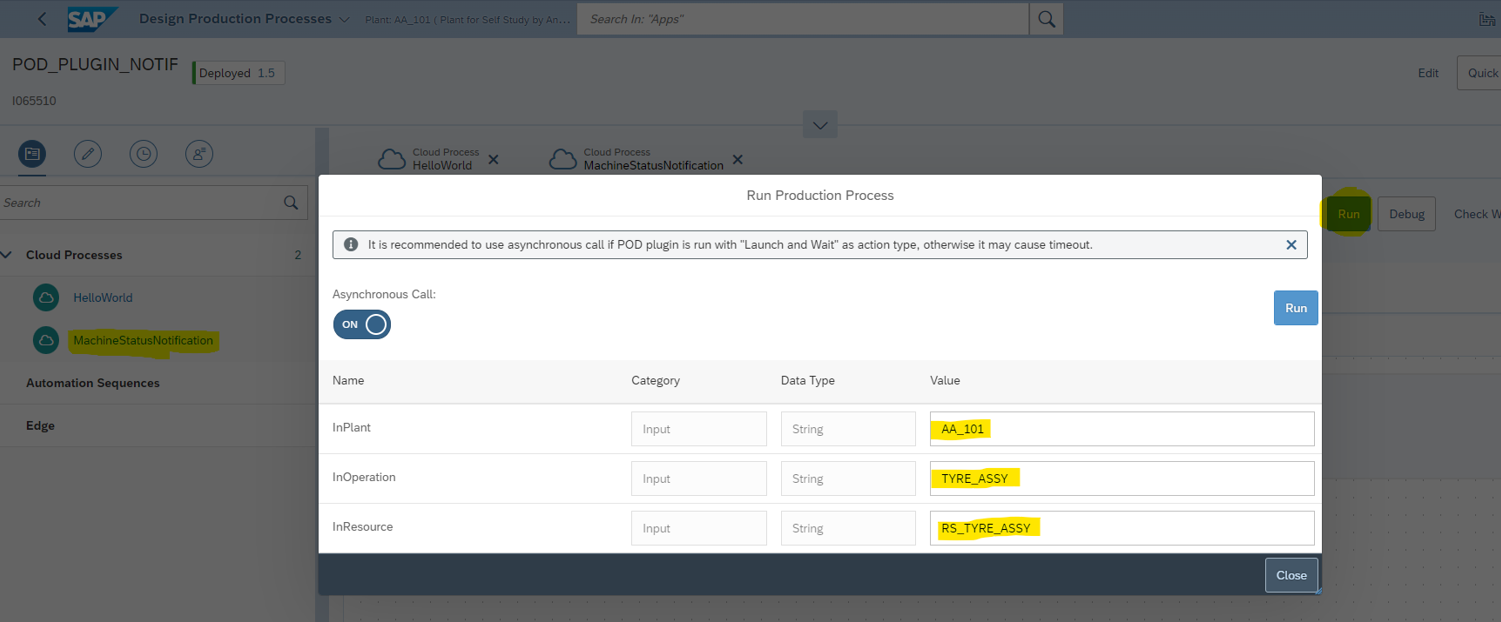 SAP Design Production Processes Plant: AA_101 ( Plant for Self Study by An... Search In: "Apps"
POD_PLUGIN_NOTIF Deployed 1.5 Edit Quick
I065510
Cloud Process
HelloWorld
Cloud Process
MachineStatusNotification
Search
Run Production Process
Run Debug Check W
It is recommended to use asynchronous call if POD plugin is run with "Launch and Wait" as action type, otherwise it may cause timeout.
Cloud Processes 2
HelloWorld
MachineStatusNotification
Automation Sequences
Edge
Asynchronous Call:
ON
Run
Name Category Data Type Value
InPlant Input String AA_101
InOperation Input String TYRE_ASSY
InResource Input String RS_TYRE_ASSY
Close